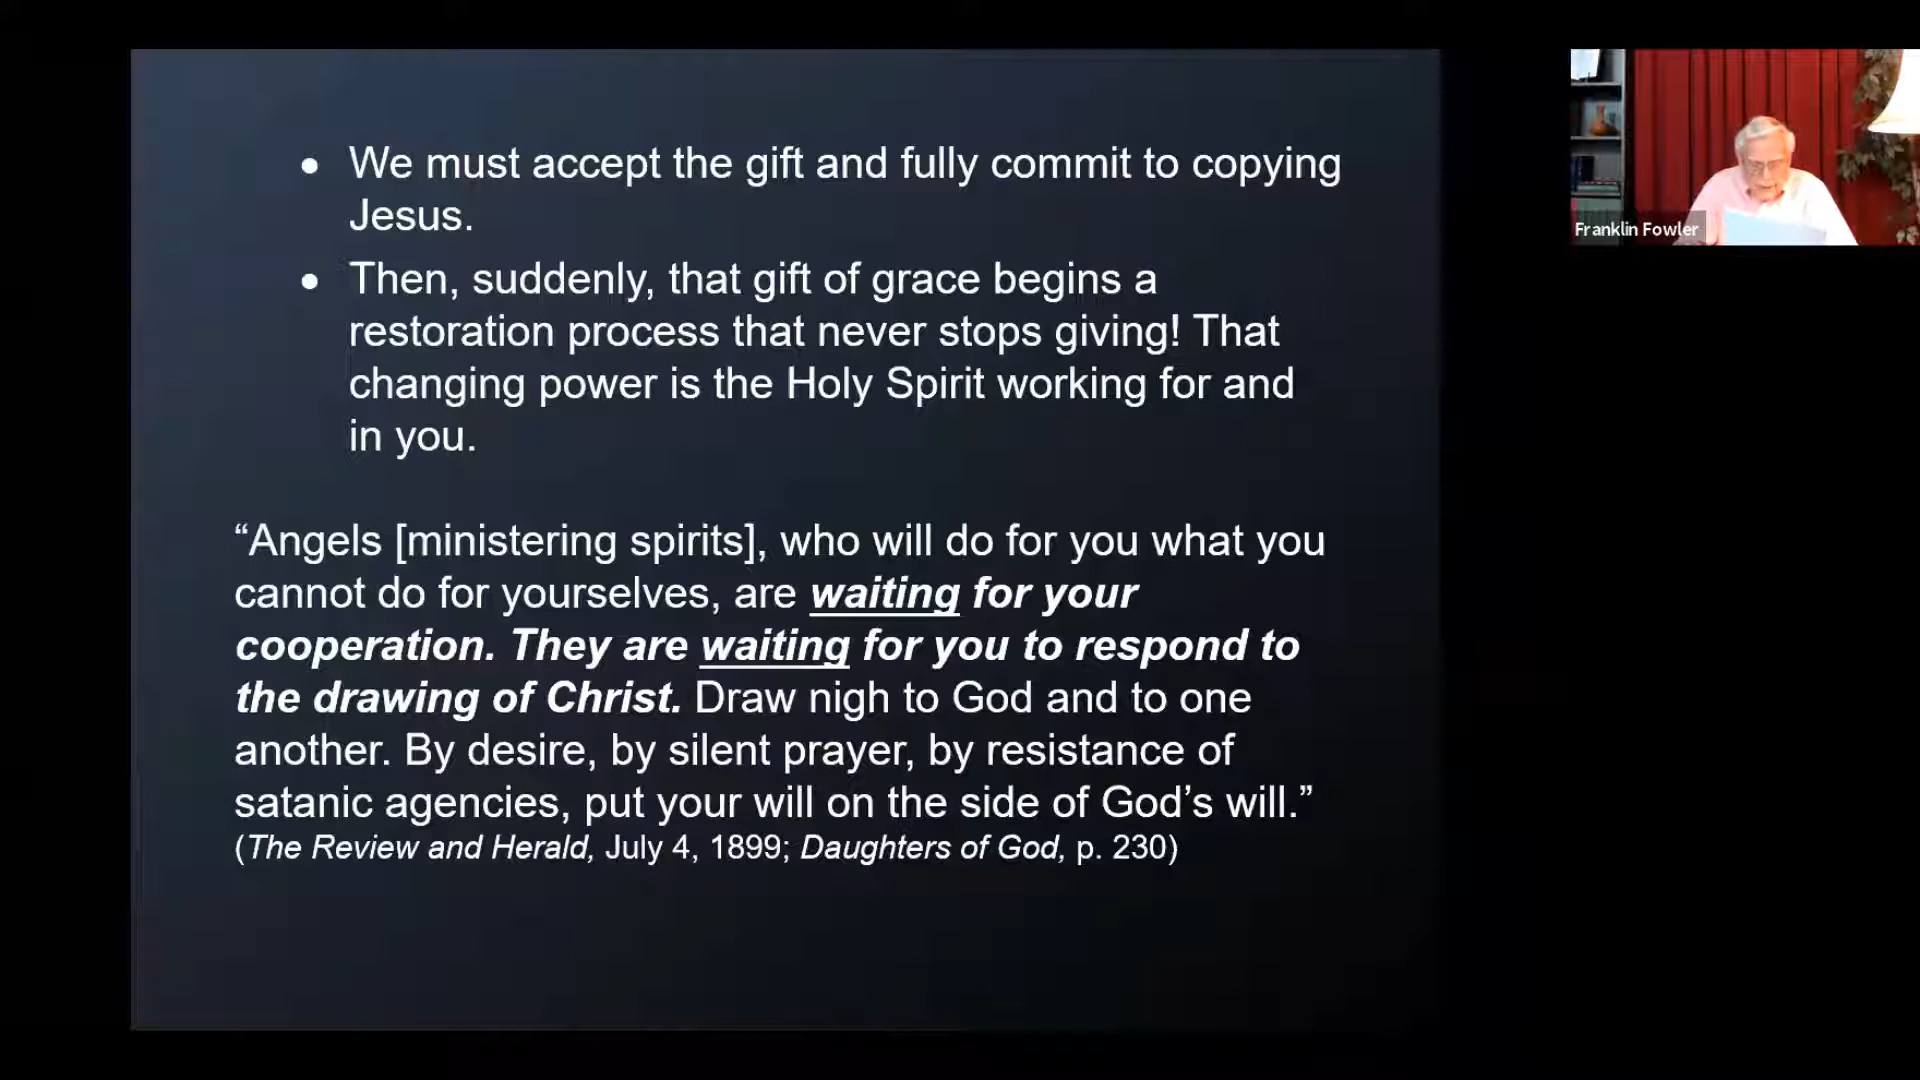 • We must accept the gift and fully commit to copying
Jesus.
• Then, suddenly, that gift of grace begins a
restoration process that never stops giving! That
changing power is the Holy Spirit working for and
in you.
“Angels [ministering spirits], who will do for you what you
cannot do for yourselves, are waiting for your
cooperation. They are waiting for you to respond to
the drawing of Christ. Draw nigh to God and to one
another. By desire, by silent prayer, by resistance of
satanic agencies, put your will on the side of God’s will.”
(The Review and Herald, July 4, 1899; Daughters of God, p. 230)
Franklin Fowler